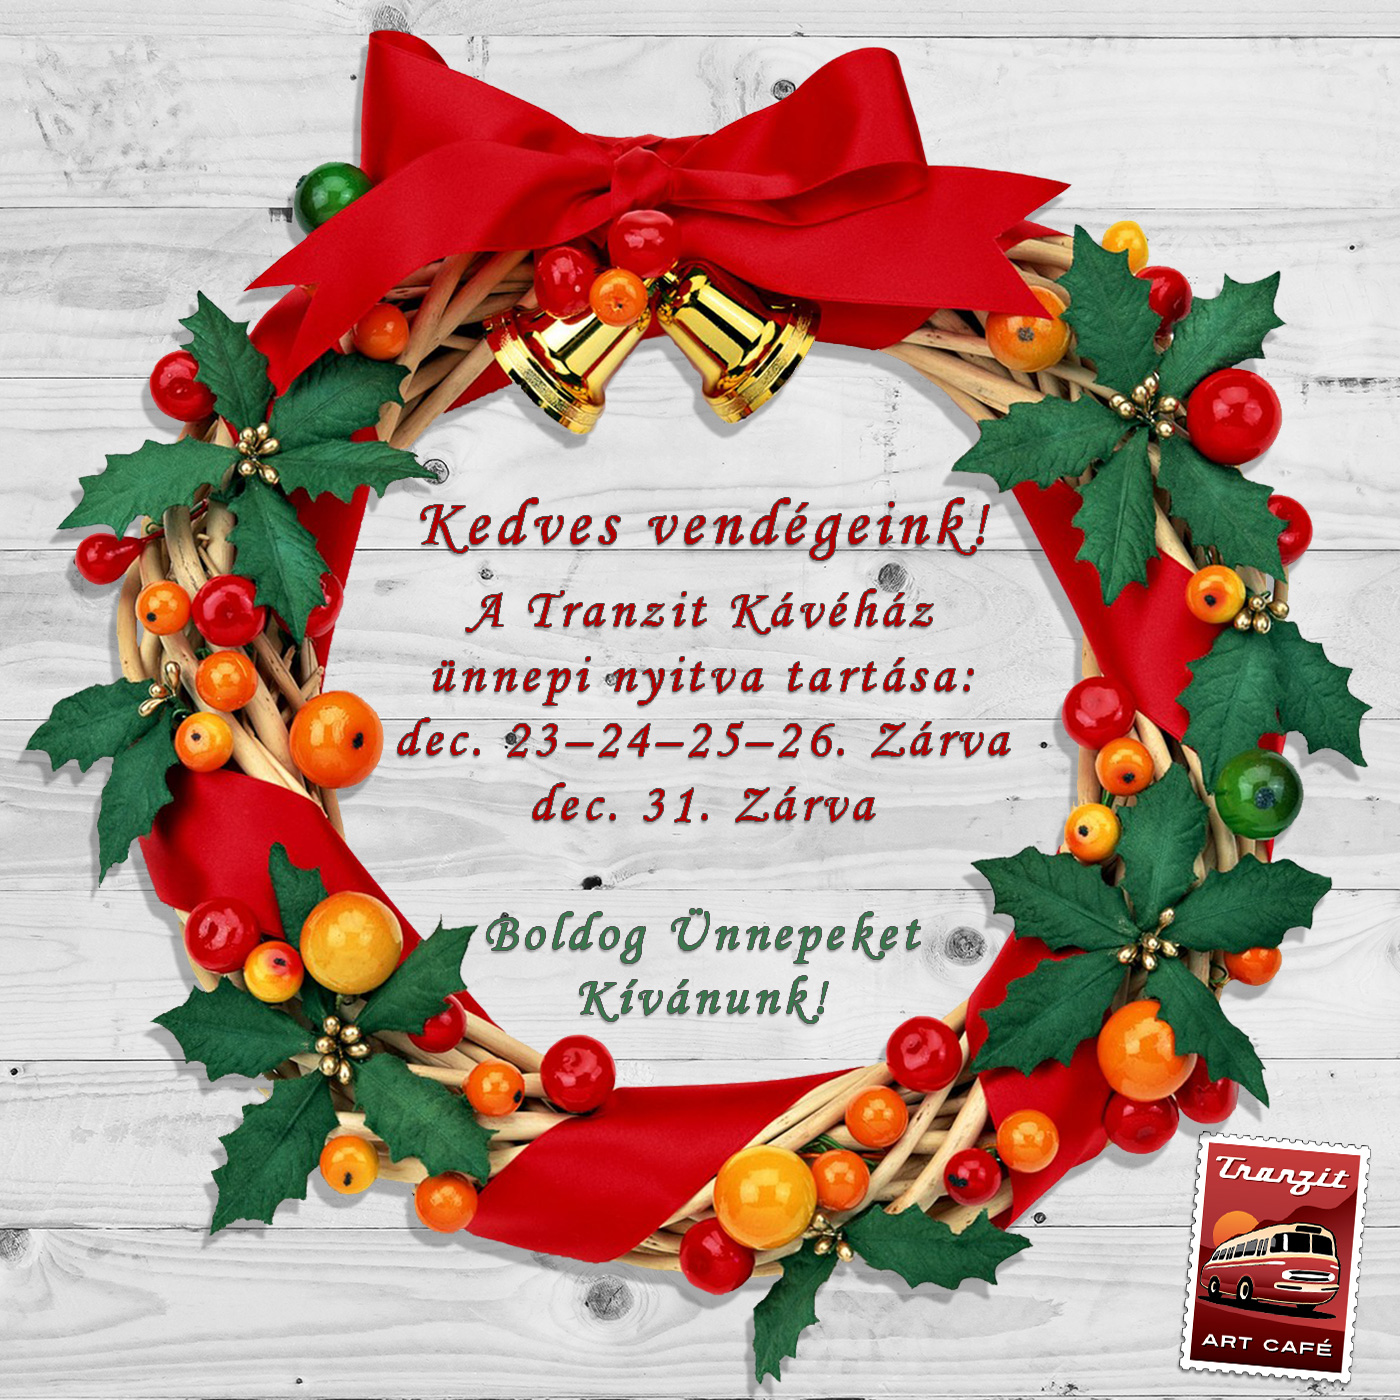 Kedves vendégeink!
A Tranzit Kávéház
ünnepi nyitva tartása:
dec. 23–24–25–26. Zárva
dec. 31. Zárva
Boldog Ünnepeket
Kívánunk!
Tranzit
ART CAFÉ